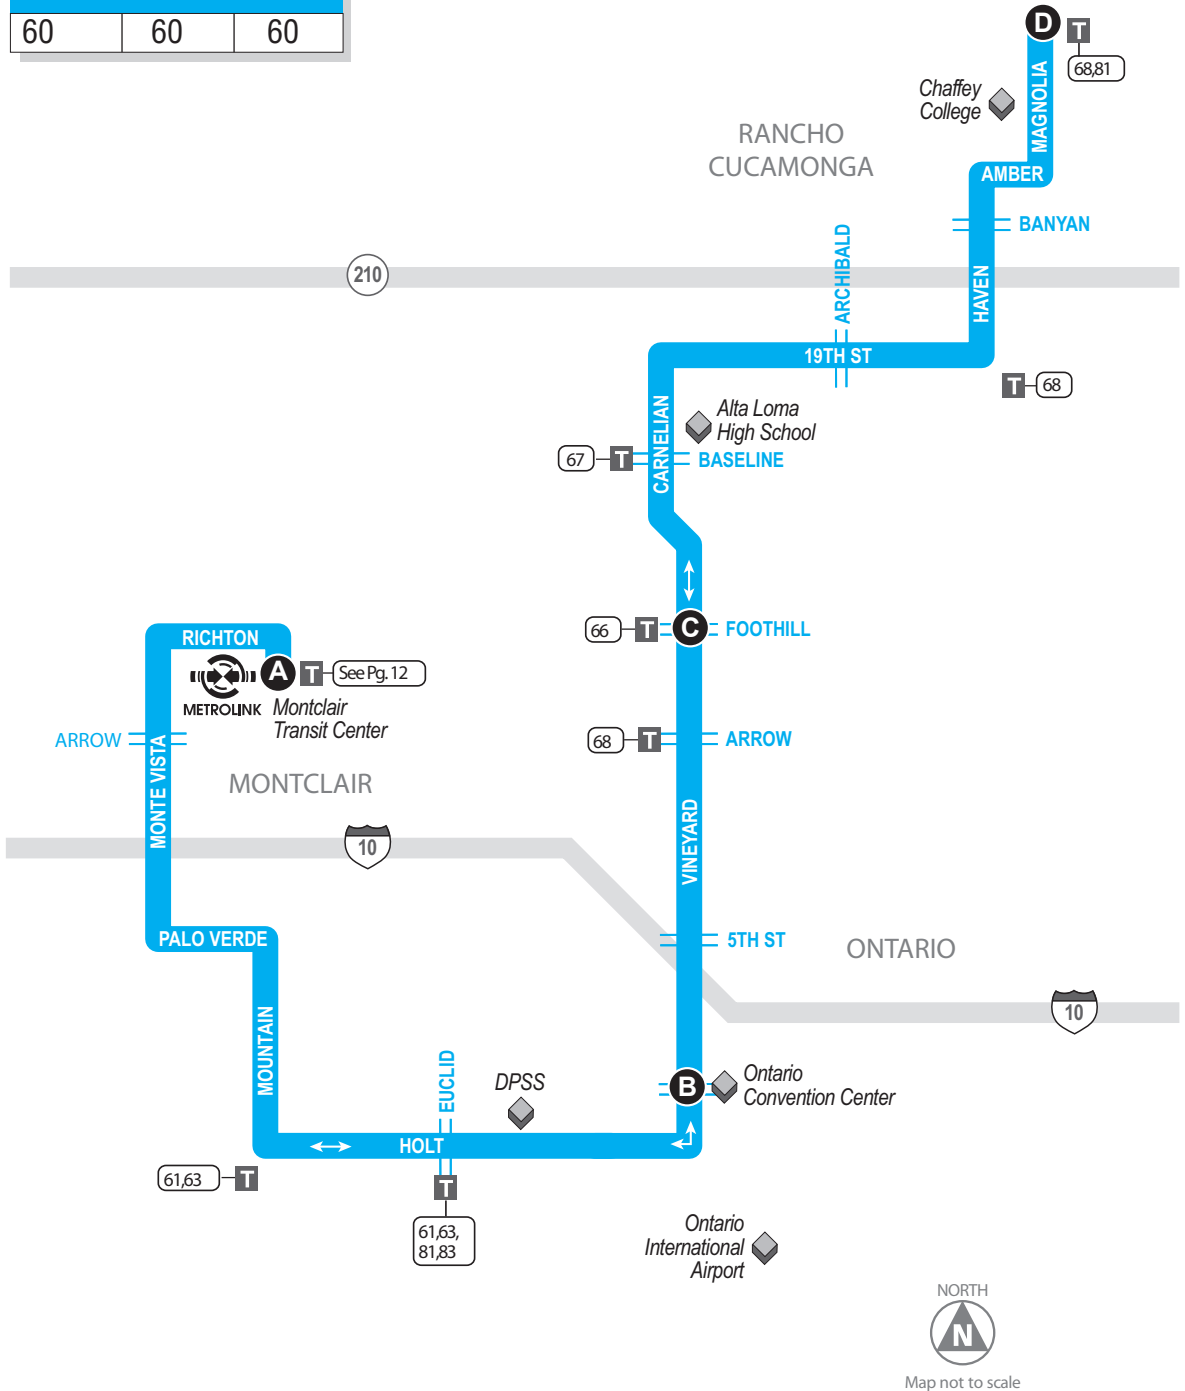 60 60 60
D
T
68,81
MAGNOLIA
Chaffey
College
RANCHO
CUCAMONGA
AMBER
BANYAN
ARCHIBALD
HAVEN
210
19TH ST
T
68
CARNELIAN
Alta Loma
High School
67
T
BASELINE
66
T
C
FOOTHILL
RICHTON
A
T
See Pg. 12
METROLINK
Montclair
Transit Center
ARROW
MONTE VISTA
68
T
ARROW
MONTCLAIR
VINEYARD
10
PALO VERDE
5TH ST
ONTARIO
10
MOUNTAIN
EUCLID
DPSS
B
Ontario
Convention Center
HOLT
61,63
T
T
61,63,
81,83
Ontario
International
Airport
NORTH
N
Map not to scale